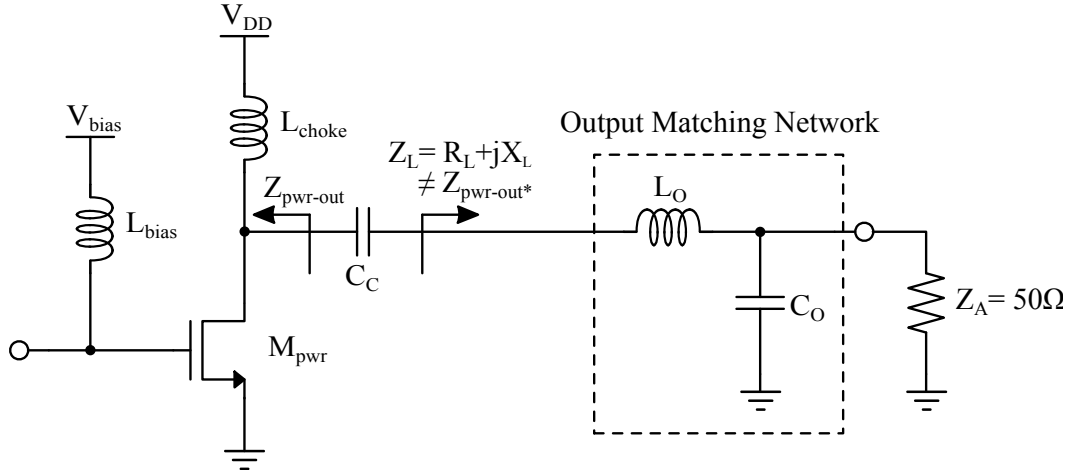 V_DD
V_bias
L_choke
L_bias
Z_pwr-out
Z_L= R_L+jX_L
≠ Z_pwr-out*
C_C
M_pwr
Output Matching Network
L_O
C_O
Z_A= 50Ω